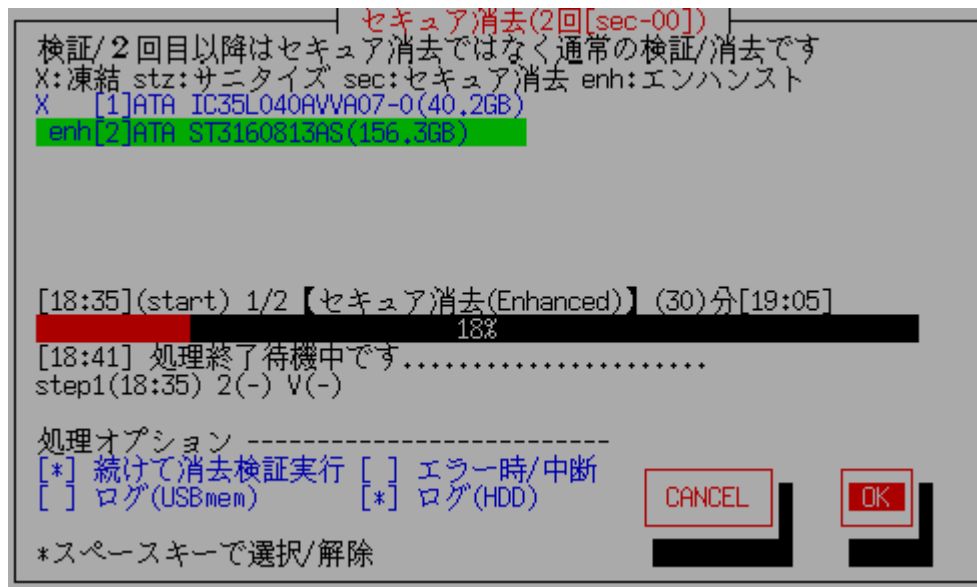 セキュア消去(2回[sec-00])
検証/２回目以降はセキュア消去ではなく通常の検証/消去です
X:凍結 stz:サニタイズ sec:セキュア消去 enh:エンハンスト
X [1]ATA IC35L040AVVA07-0(40.2GB)
enh[2]ATA ST3160813AS(156.3GB)
[18:35](start) 1/2【セキュア消去(Enhanced)】(30)分[19:05]
18%
[18:41] 処理終了待機中です......................
step1(18:35) 2(-) V(-)
処理オプション --------------------------
[*] 続けて消去検証実行 [ ] エラー時/中断
[ ] ログ(USBmem) [*] ログ(HDD)
CANCEL OK
*スペースキーで選択/解除